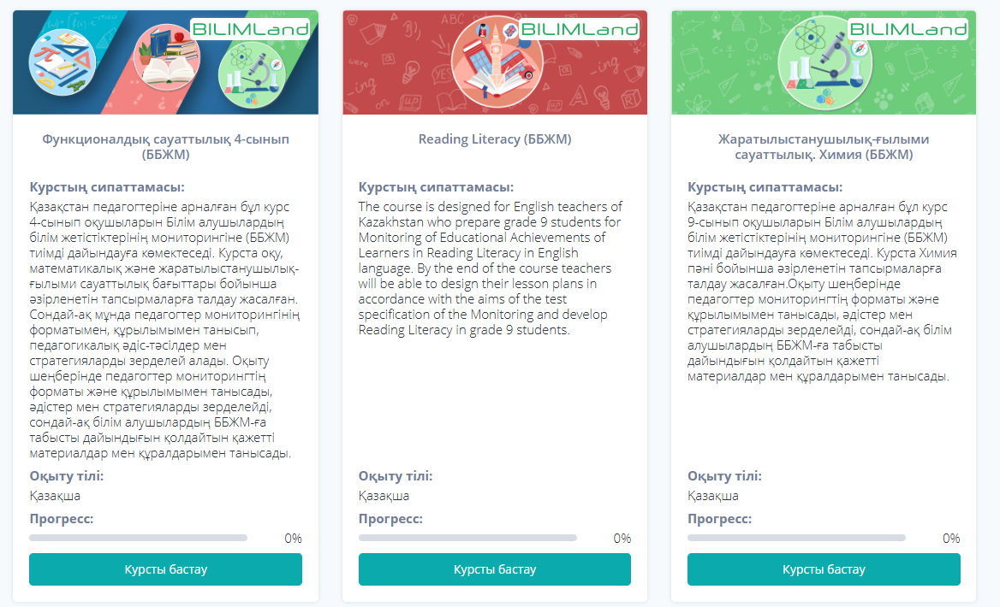 BILIMLand
Функционалдық сауаттылық 4-сынып
(ББЖМ)
Курстың сипаттамасы:
Қазақстан педагогтеріне арналған бұл курс
4-сынып оқушыларын Білім алушылардың
білім жетістіктерінің мониторингіне (ББЖМ)
тиімді дайындауға көмектеседі. Курста оқу,
математикалық және жаратылыстанушылық-
ғылыми сауаттылық бағыттары бойынша
әзірленетін тапсырмаларға талдау жасалған.
Сондай-ақ мұнда педагогтер мониторингінің
форматымен, құрылымымен танысып,
педагогикалық әдіс-тәсілдер мен
стратегияларды зерделей алады. Оқыту
шеңберінде педагогтер мониторингтің
форматы және құрылымымен танысады,
әдістер мен стратегияларды зерделейді,
сондай-ақ білім алушылардың ББЖМ-ға
табысты дайындығын қолдайтын қажетті
материалдар мен құралдарымен танысады.
Оқыту тілі:
Қазақша
Прогресс:
0%
Курсты бастау
ABC
YES
were
...ing
BILIMLand
Reading Literacy (ББЖМ)
Курстың сипаттамасы:
The course is designed for English teachers of
Kazakhstan who prepare grade 9 students for
Monitoring of Educational Achievements of
Learners in Reading Literacy in English
language. By the end of the course teachers
will be able to design their lesson plans in
accordance with the aims of the test
specification of the Monitoring and develop
Reading Literacy in grade 9 students.
Оқыту тілі:
Қазақша
Прогресс:
0%
Курсты бастау
BILIMLand
Жаратылыстанушылық-ғылыми
сауаттылық. Химия (ББЖМ)
Курстың сипаттамасы:
Қазақстан педагогтеріне арналған бұл курс
9-сынып оқушыларын Білім алушылардың
білім жетістіктерінің мониторингіне (ББЖМ)
тиімді дайындауға көмектеседі. Курста Химия
пәні бойынша әзірленетін тапсырмаларға
талдау жасалған.Оқыту шеңберінде
педагогтер мониторингтің форматы және
құрылымымен танысады, әдістер мен
стратегияларды зерделейді, сондай-ақ білім
алушылардың ББЖМ-ға табысты
дайындығын қолдайтын қажетті
материалдар мен құралдарымен танысады.
Оқыту тілі:
Қазақша
Прогресс:
0%
Курсты бастау